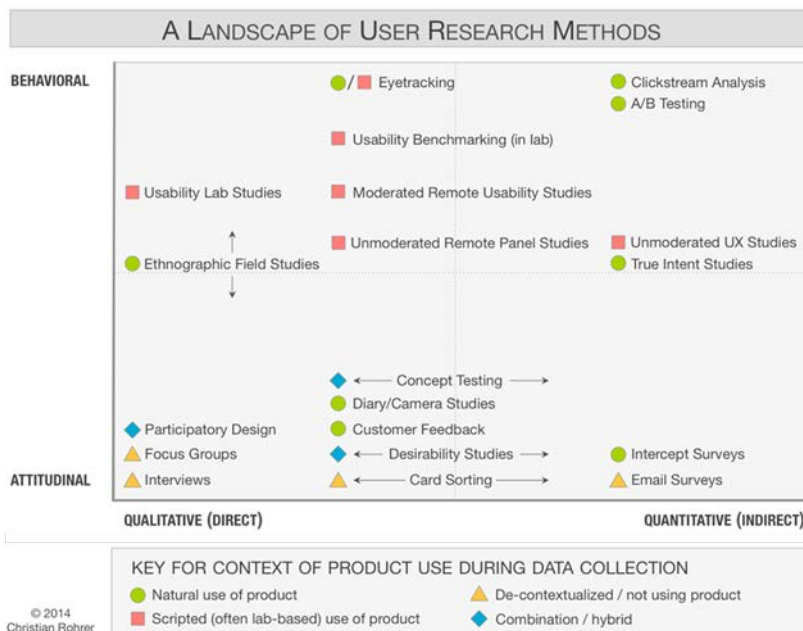 A LANDSCAPE OF USER RESEARCH METHODS
BEHAVIORAL
/ Eyetracking
Clickstream Analysis
A/B Testing
Usability Benchmarking (in lab)
Usability Lab Studies
Moderated Remote Usability Studies
Unmoderated Remote Panel Studies
Unmoderated UX Studies
Ethnographic Field Studies
True Intent Studies
Concept Testing
Diary/Camera Studies
Participatory Design
Customer Feedback
Focus Groups
Desirability Studies
Intercept Surveys
ATTITUDINAL
Interviews
Card Sorting
Email Surveys
QUALITATIVE (DIRECT)
QUANTITATIVE (INDIRECT)
KEY FOR CONTEXT OF PRODUCT USE DURING DATA COLLECTION
Natural use of product
De-contextualized / not using product
Scripted (often lab-based) use of product
Combination / hybrid
© 2014
Christian Rohrer